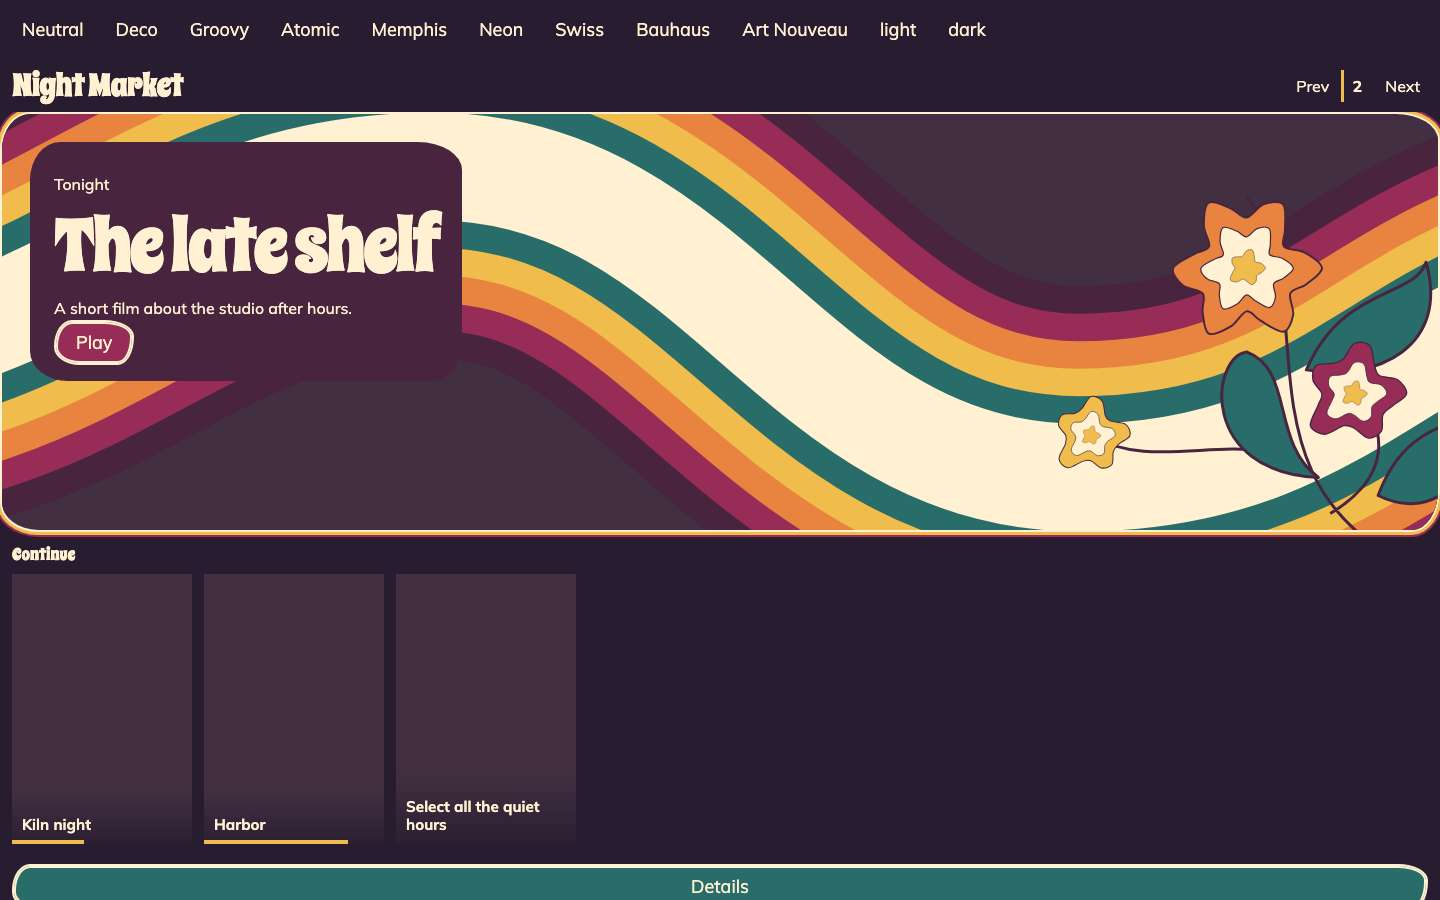 Neutral Deco Groovy Atomic Memphis Neon Swiss Bauhaus Art Nouveau light dark
Night Market
Prev 2 Next
Tonight
The late shelf
A short film about the studio after hours.
Play
Continue
Kiln night
Harbor
Select all the quiet
hours
Details